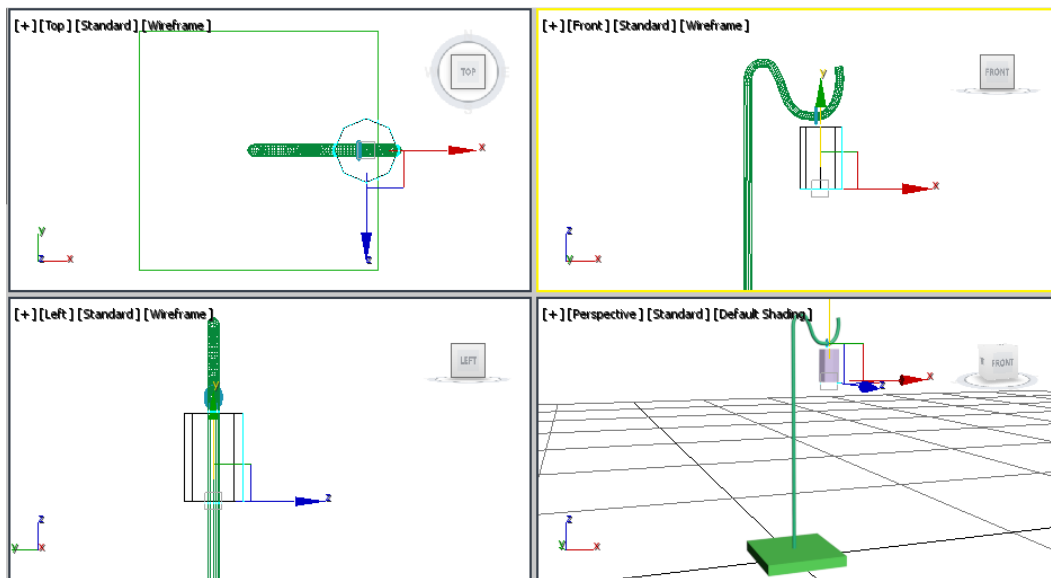 [+] [Top] [Standard] [Wireframe]
N
W
TOP
E
S
x
z
y
z
x
[+] [Front] [Standard] [Wireframe]
FRONT
y
x
z
y
x
[+] [Left] [Standard] [Wireframe]
LEFT
y
z
z
y
x
[+] [Perspective] [Standard] [Default Shading]
FRONT
x
z
z
y
x